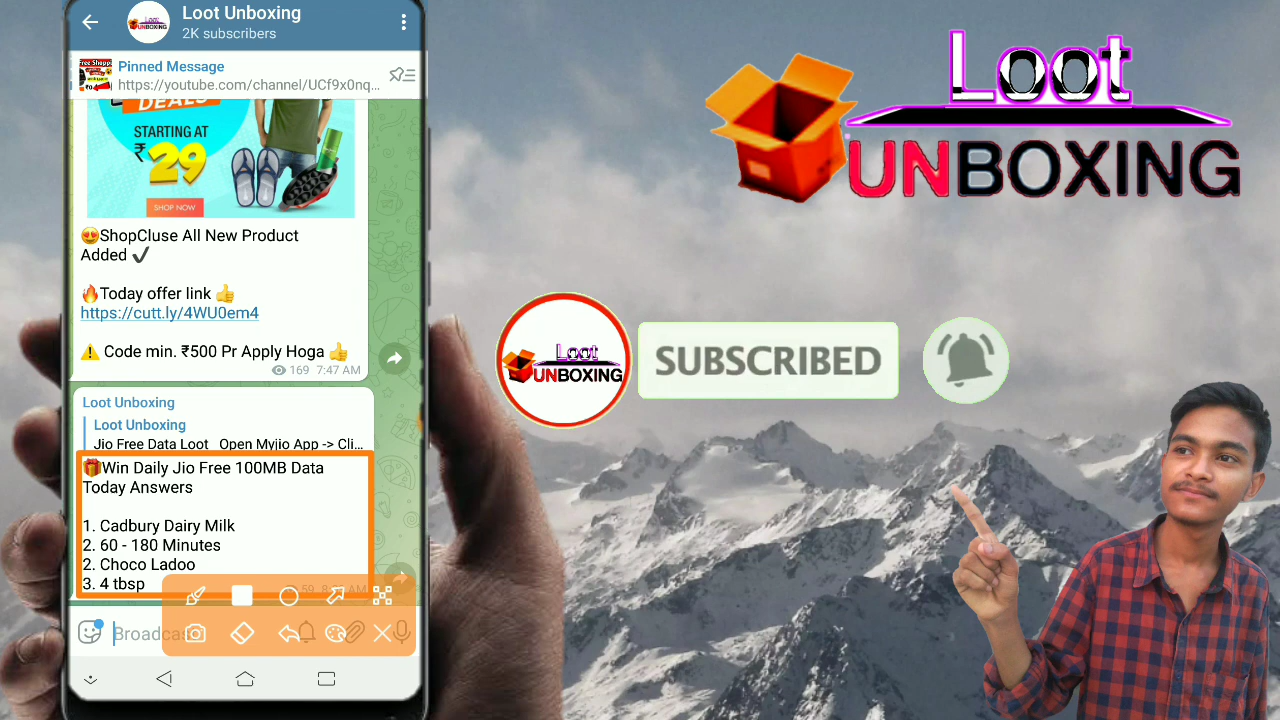 Loot Unboxing
2K subscribers
Pinned Message
https://youtube.com/channel/UCf9x0nq...
DEALS
STARTING AT
₹29
SHOP NOW
😍ShopCluse All New Product
Added ✔️
🔥Today offer link 👍
https://cutt.ly/4WU0em4
⚠️ Code min. ₹500 Pr Apply Hoga 👍
169 7:47 AM
Loot Unboxing
Loot Unboxing
Jio Free Data Loot Open Myjio App -> Cli...
🎁Win Daily Jio Free 100MB Data
Today Answers
1. Cadbury Dairy Milk
2. 60 - 180 Minutes
2. Choco Ladoo
3. 4 tbsp
Loot
UNBOXING
Loot
UNBOXING
SUBSCRIBED